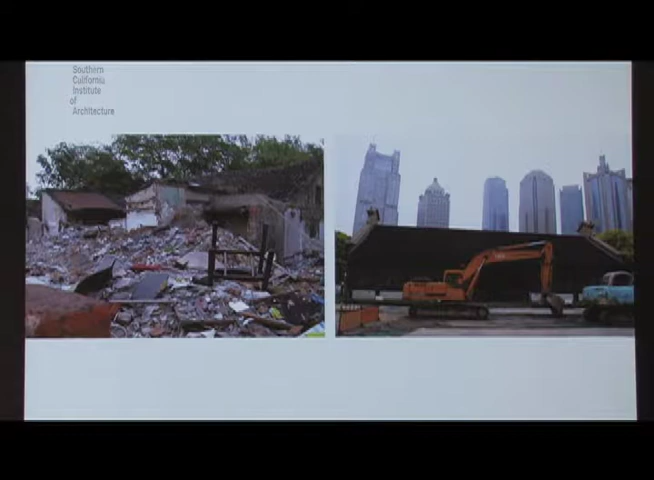 Southern
California
Institute
of
Architecture